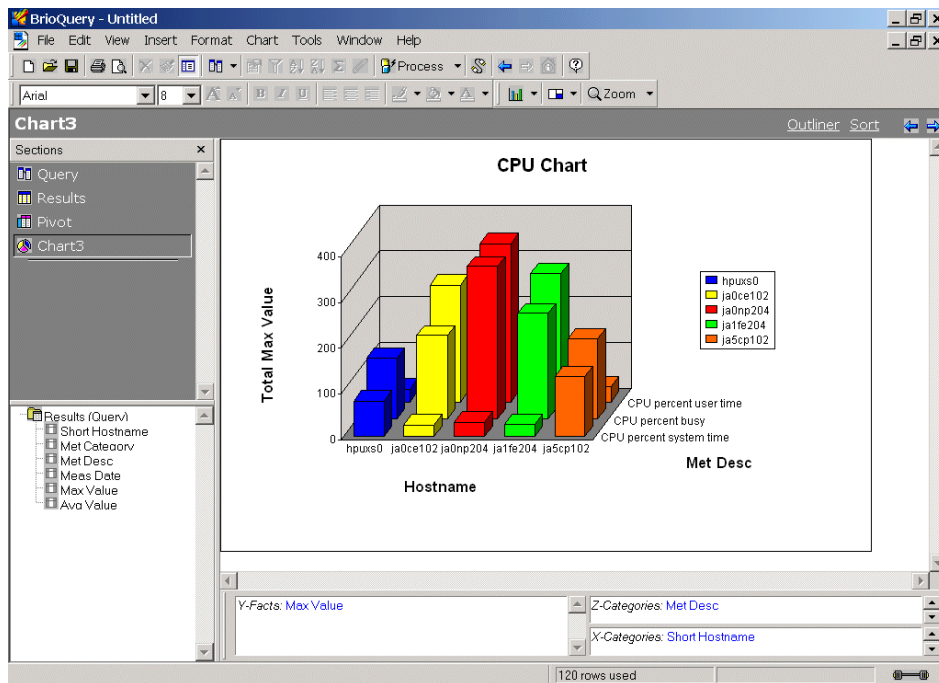 BrioQuery - Untitled
File Edit View Insert Format Chart Tools Window Help
Process
Arial 8 Zoom
Chart3 Outliner Sort
Sections
Query
Results
Pivot
Chart3
CPU Chart
Total Max Value
400
300
200
100
0
hpuxs0 ja0ce102 ja0np204 ja1fe204 ja5cp102
CPU percent user time
CPU percent busy
CPU percent system time
Hostname
Met Desc
hpuxs0
ja0ce102
ja0np204
ja1fe204
ja5cp102
Results (Query)
Short Hostname
Met Category
Met Desc
Meas Date
Max Value
Avg Value
Y-Facts: Max Value
Z-Categories: Met Desc
X-Categories: Short Hostname
120 rows used